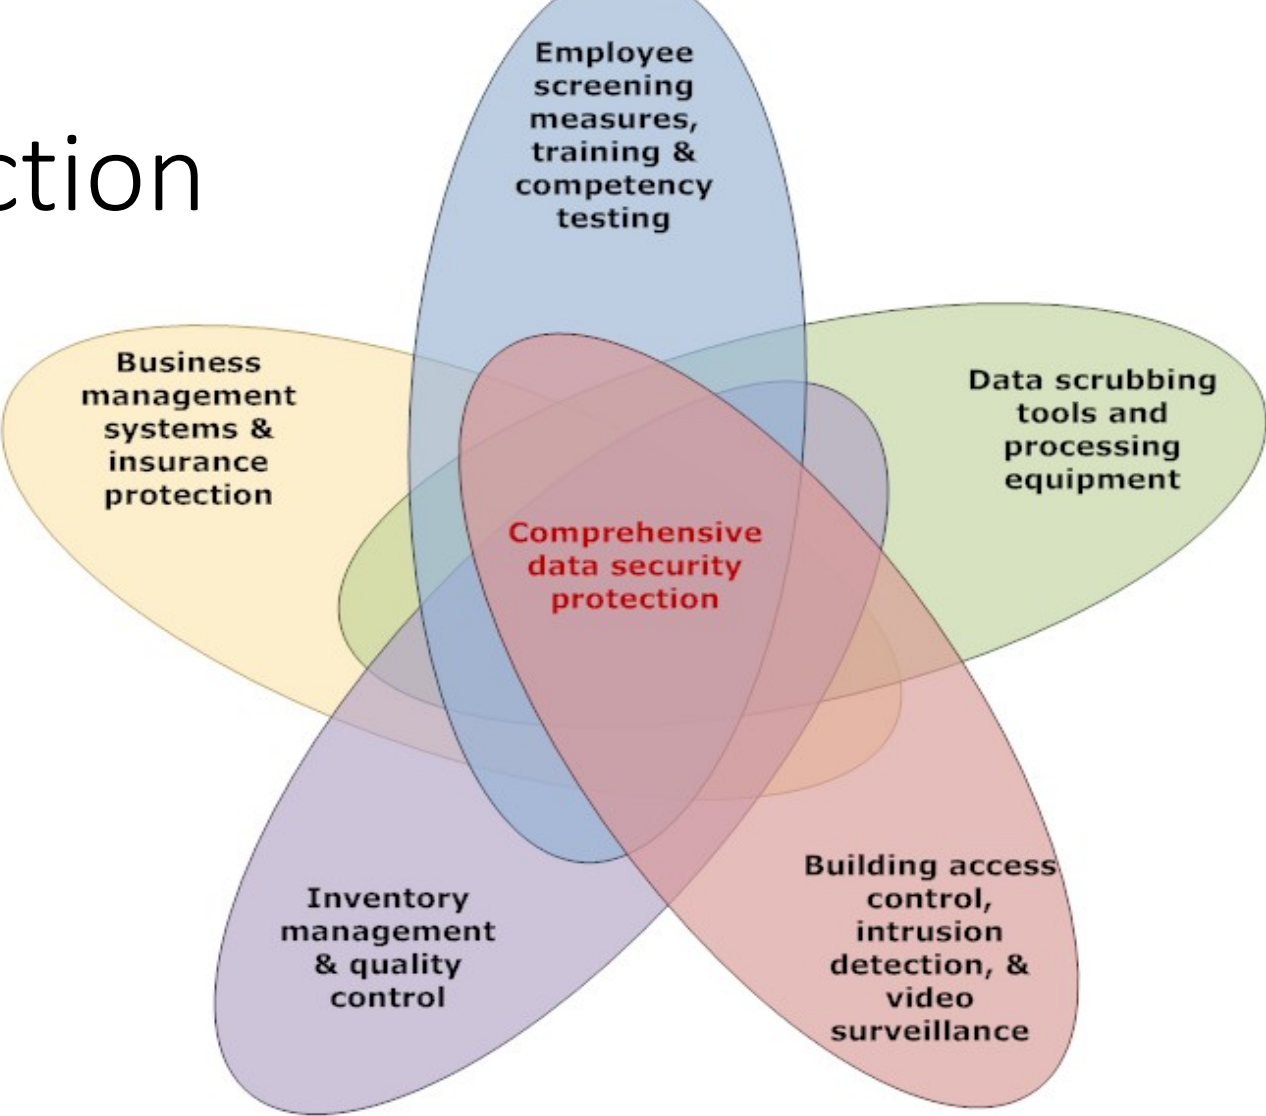 Employee
screening
measures,
training &
competency
testing
ction
Business
management
systems &
insurance
protection
Data scrubbing
tools and
processing
equipment
Comprehensive
data security
protection
Inventory
management
& quality
control
Building access
control,
intrusion
detection, &
video
surveillance